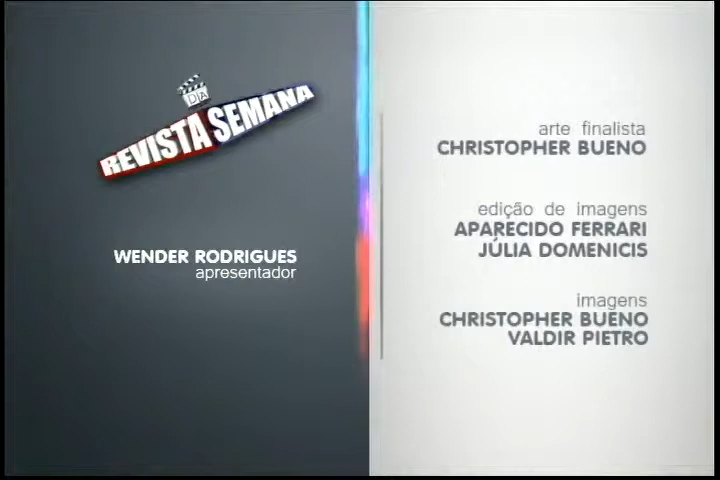 DA
REVISTA SEMANA
WENDER RODRIGUES
apresentador
arte finalista
CHRISTOPHER BUENO
edição de imagens
APARECIDO FERRARI
JÚLIA DOMENICIS
imagens
CHRISTOPHER BUENO
VALDIR PIETRO